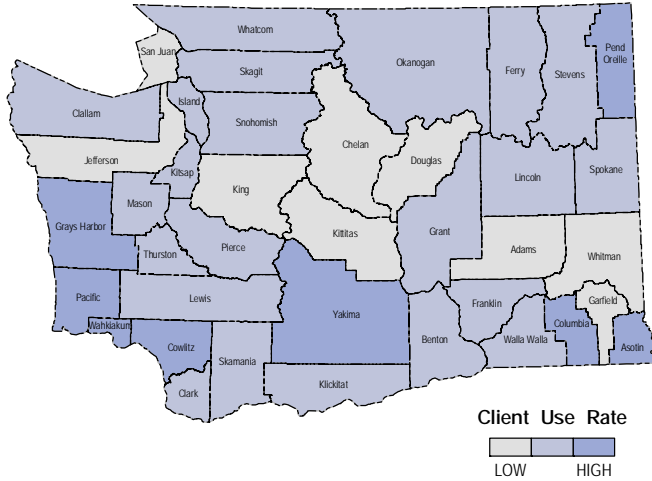 Whatcom
San Juan
Pend
Oreille
Okanogan
Ferry
Stevens
Skagit
Island
Clallam
Snohomish
Chelan
Douglas
Jefferson
Kitsap
Lincoln
Spokane
King
Mason
Grays Harbor
Kittitas
Grant
Adams
Thurston
Pierce
Whitman
Pacific
Lewis
Yakima
Franklin
Garfield
Wahkiakum
Columbia
Cowlitz
Benton
Walla Walla
Asotin
Skamania
Klickitat
Clark
Client Use Rate
LOW HIGH